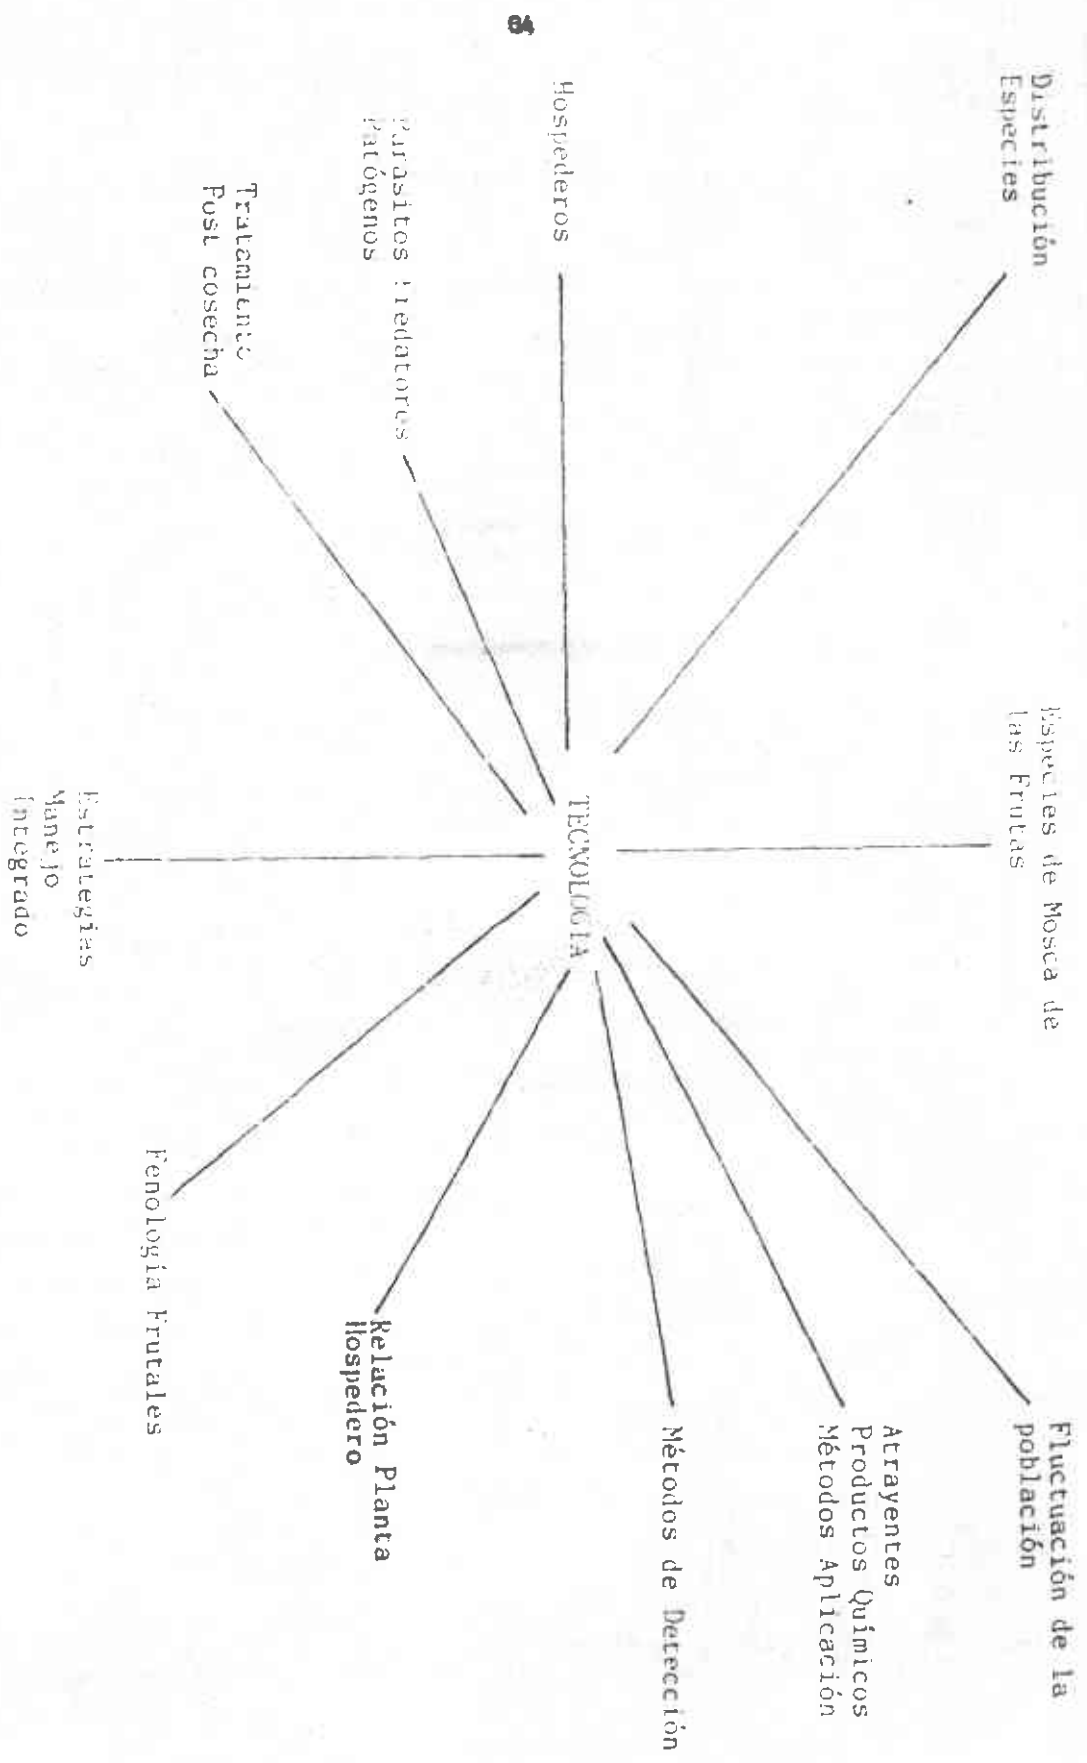 Distribución
Especies
Especies de Mosca de
las Frutas
Fluctuación de la
población
Hospederos
Atrayentes
Productos Químicos
Métodos Aplicación
Parásitos Predatores
Patógenos
TECNOLOGIA
Métodos de Detección
Tratamiento
Post cosecha
Relación Planta
Hospedero
Estrategias
Manejo
Integrado
Fenología Frutales
84